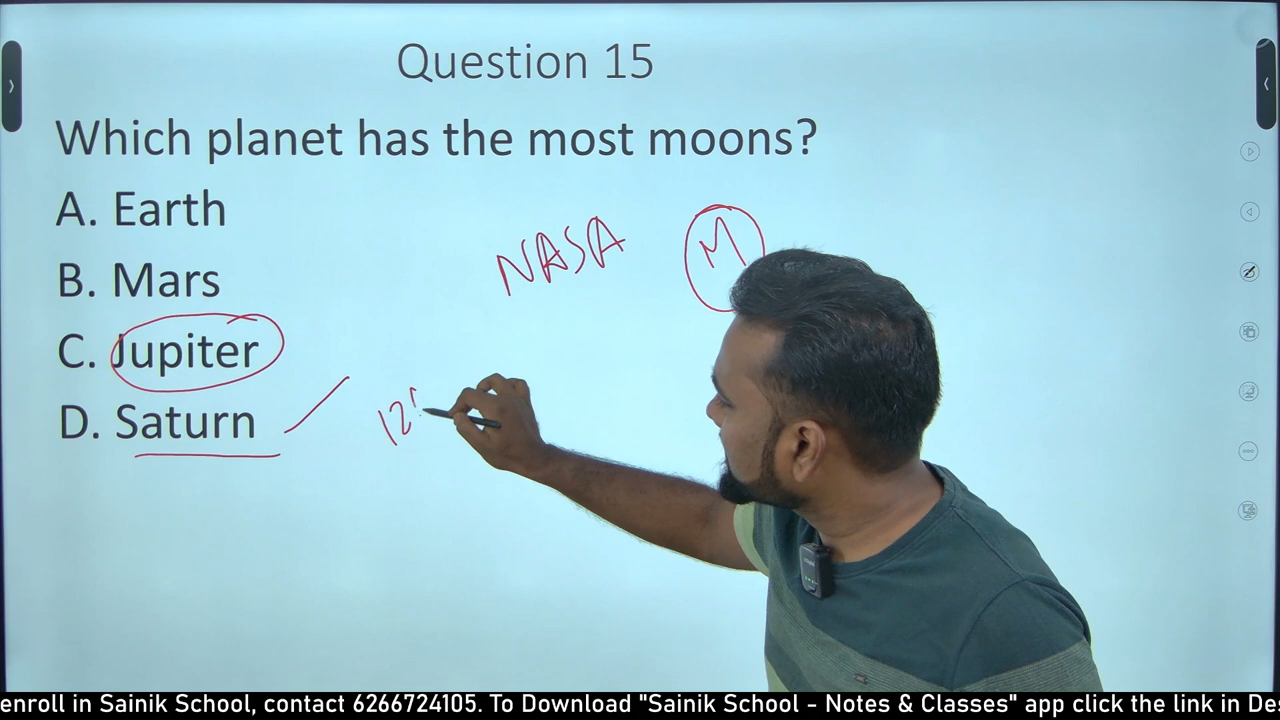 Question 15
Which planet has the most moons?
A. Earth
B. Mars
C. Jupiter
D. Saturn
NASA M
12
enroll in Sainik School, contact 6266724105. To Download "Sainik School - Notes & Classes" app click the link in